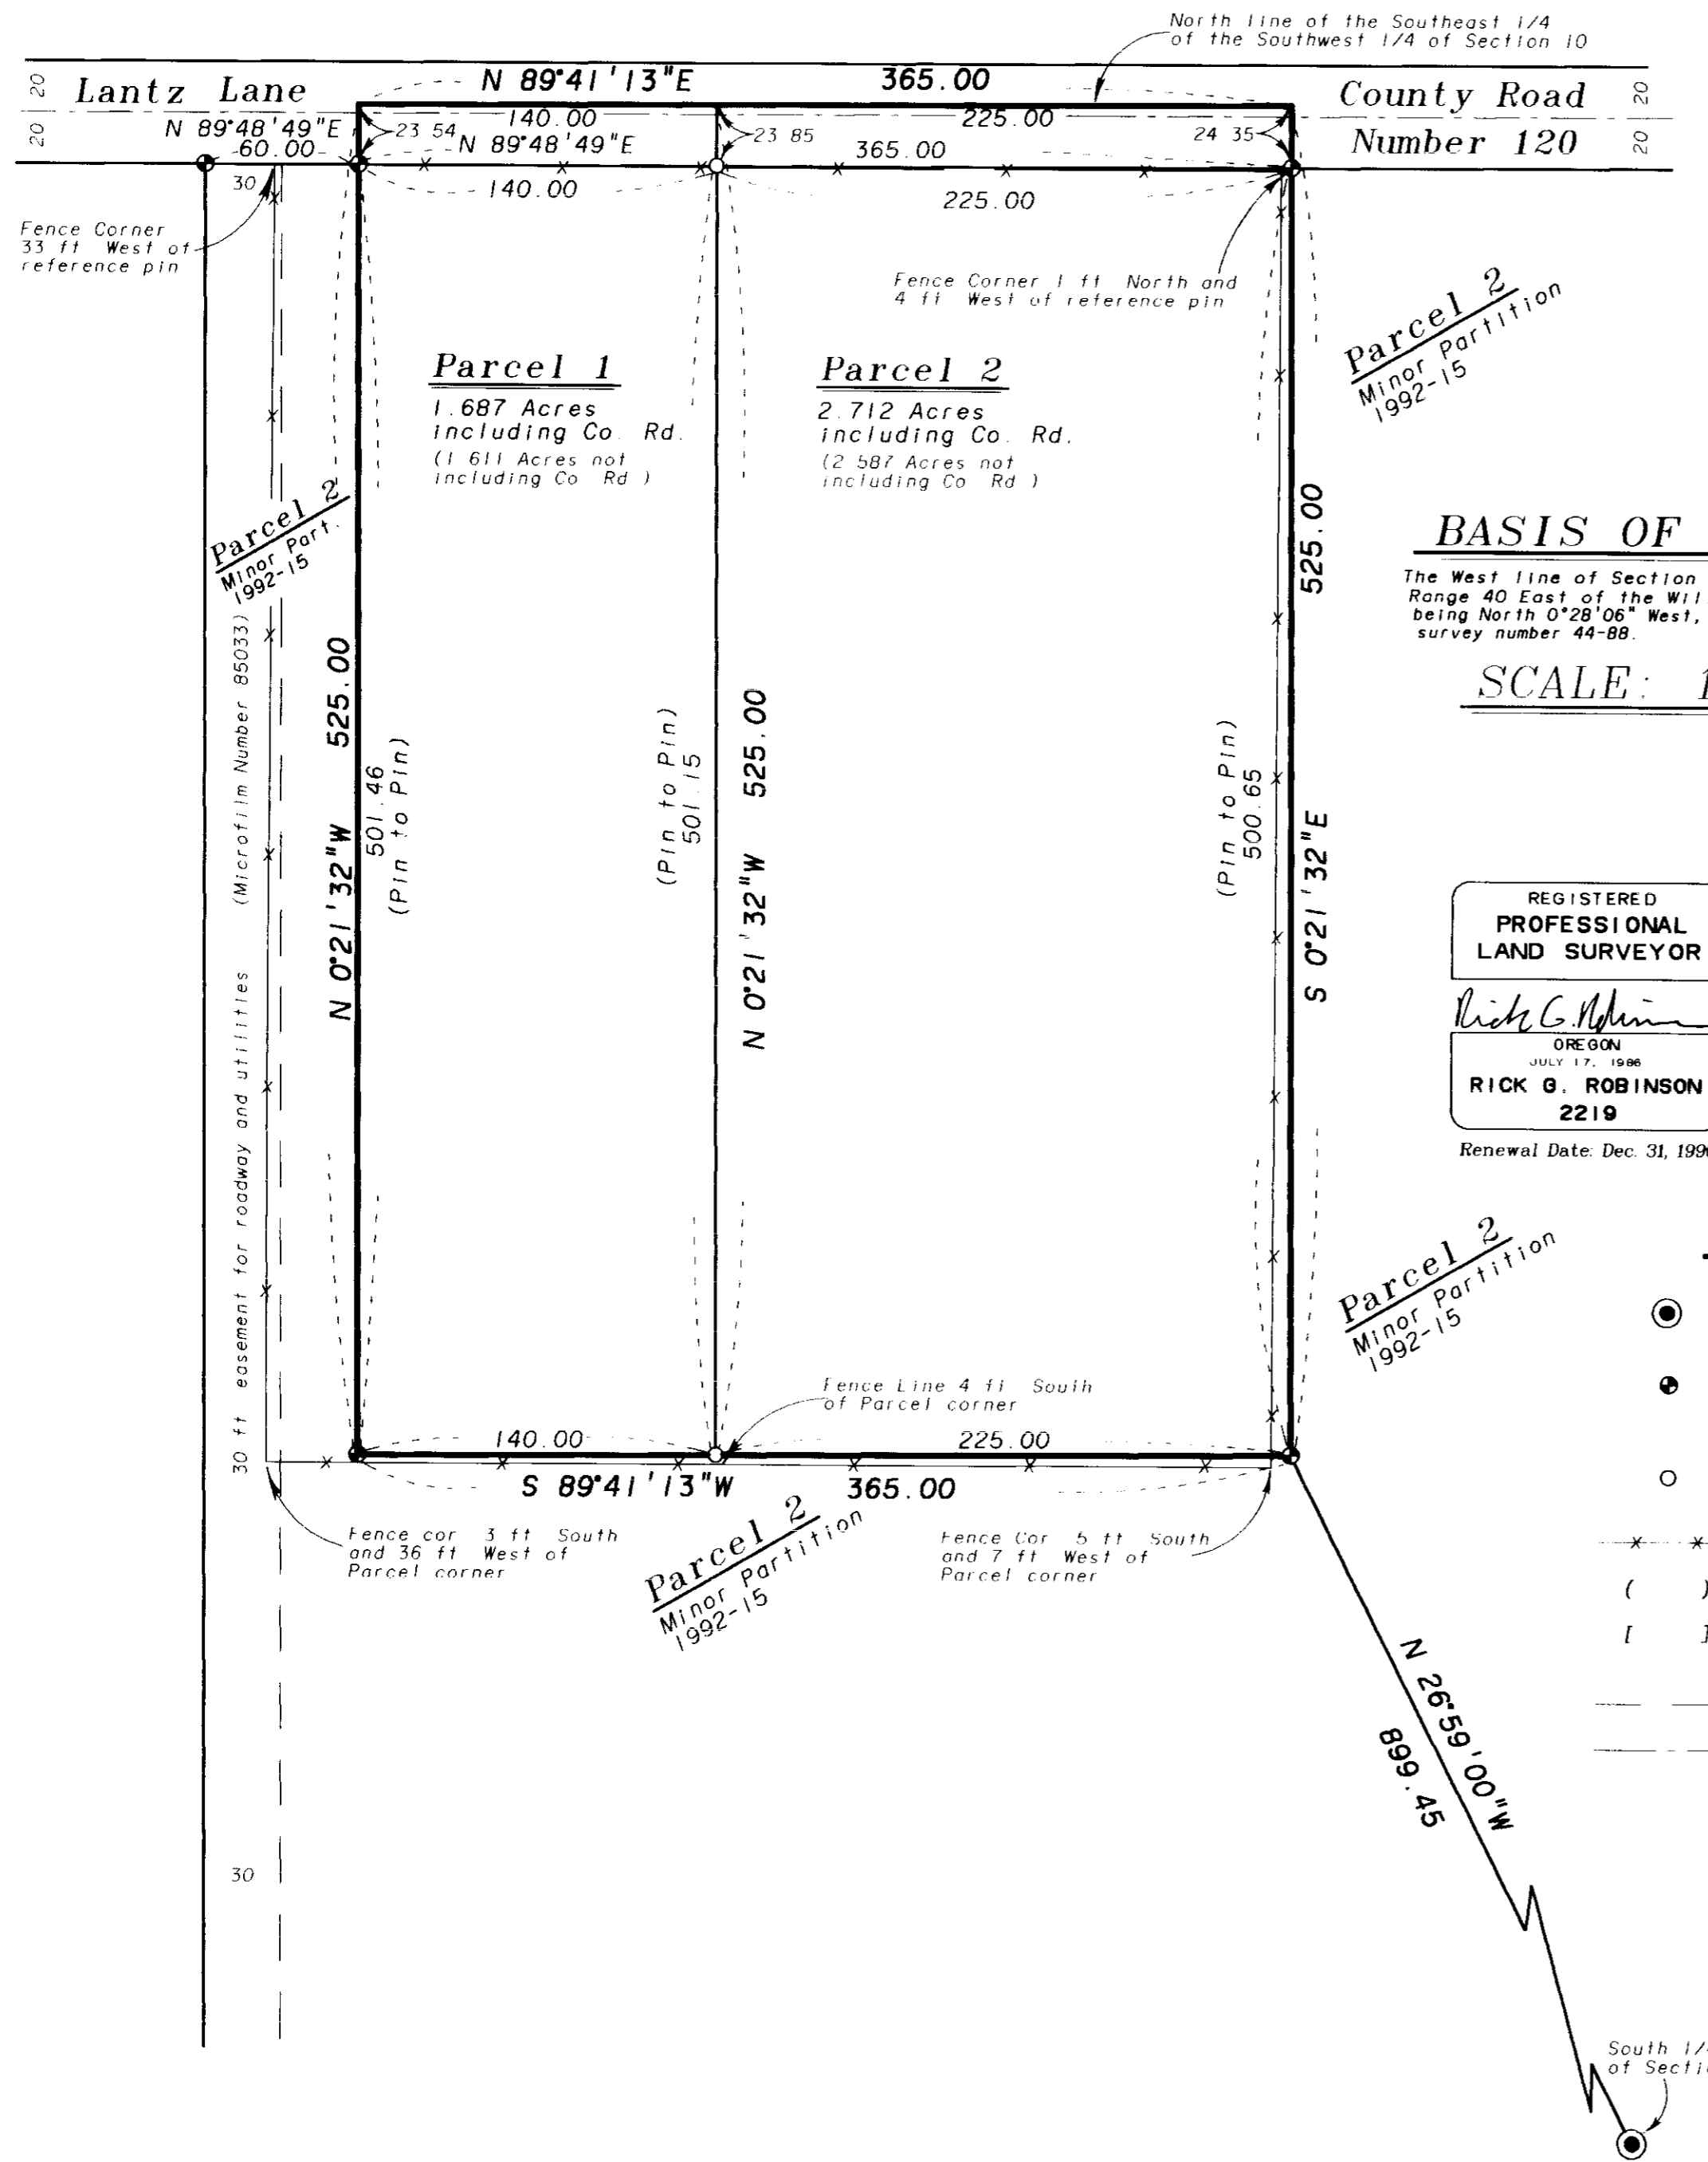 North line of the Southeast 1/4
of the Southwest 1/4 of Section 10
20
20
Lantz Lane
N 89°41'13"E 365.00
County Road
Number 120
20
20
N 89°48'49"E
60.00
140.00
225.00
23 54
N 89°48'49"E
23 85
365.00
24 35
30
140.00
225.00
Fence Corner
33 ft West of
reference pin
Fence Corner 1 ft North and
4 ft West of reference pin
Parcel 2
Minor Partition
1992-15
Parcel 1
1.687 Acres
including Co. Rd.
(1 611 Acres not
including Co Rd )
Parcel 2
2.712 Acres
including Co. Rd.
(2 587 Acres not
including Co Rd )
Parcel 2
Minor Part.
1992-15
BASIS OF
The West line of Section
Range 40 East of the Wil
being North 0°28'06" West,
survey number 44-88.
SCALE: 1
30 ft easement for roadway and utilities (Microfilm Number 85033)
N 0°21'32"W 525.00
501.46
(Pin to Pin)
(Pin to Pin)
501.15
N 0°21'32"W 525.00
(Pin to Pin)
500.65
S 0°21'32"E 525.00
REGISTERED
PROFESSIONAL
LAND SURVEYOR
Rick G. Robinson
OREGON
JULY 17, 1986
RICK G. ROBINSON
2219
Renewal Date: Dec. 31, 199
Parcel 2
Minor Partition
1992-15
Fence Line 4 ft South
of Parcel corner
140.00
225.00
S 89°41'13"W 365.00
Fence cor 3 ft South
and 36 ft West of
Parcel corner
Parcel 2
Minor Partition
1992-15
Fence Cor 5 ft South
and 7 ft West of
Parcel corner
( )
[ ]
N 26°59'00"W
899.45
30
South 1/
of Secti